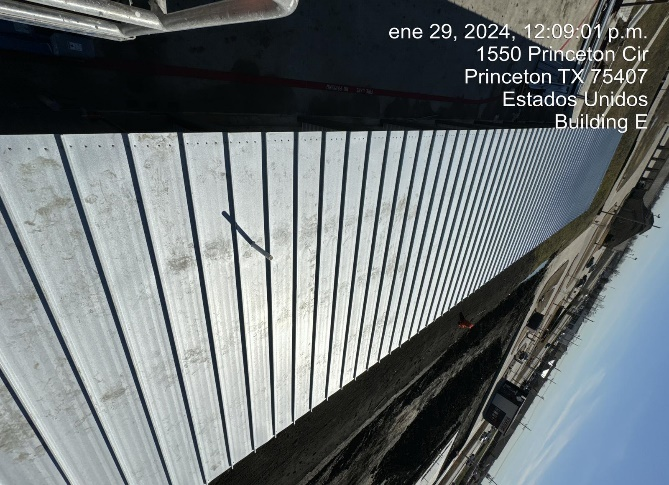 ene 29, 2024, 12:09:01 p.m.
1550 Princeton Cir
Princeton TX 75407
Estados Unidos
Building E